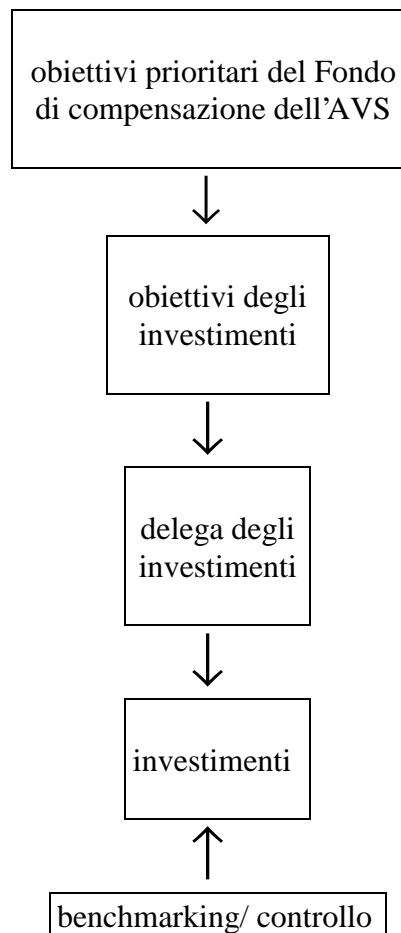 obiettivi prioritari del Fondo
di compensazione dell’AVS
obiettivi degli
investimenti
delega degli
investimenti
investimenti
benchmarking/ controllo